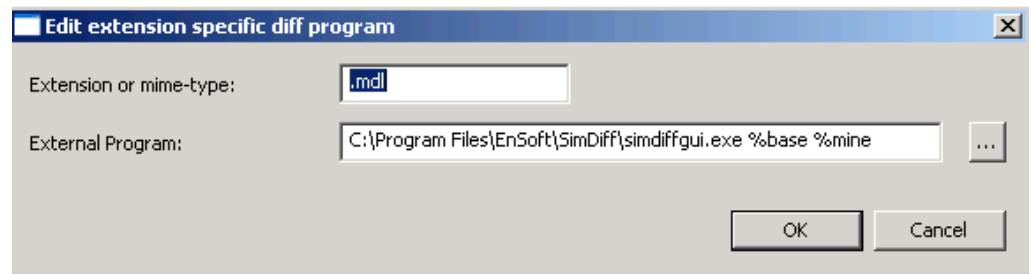 Edit extension specific diff program
Extension or mime-type: .mdl
External Program: C:\Program Files\EnSoft\SimDiff\simdiffgui.exe %base %mine ...
OK Cancel